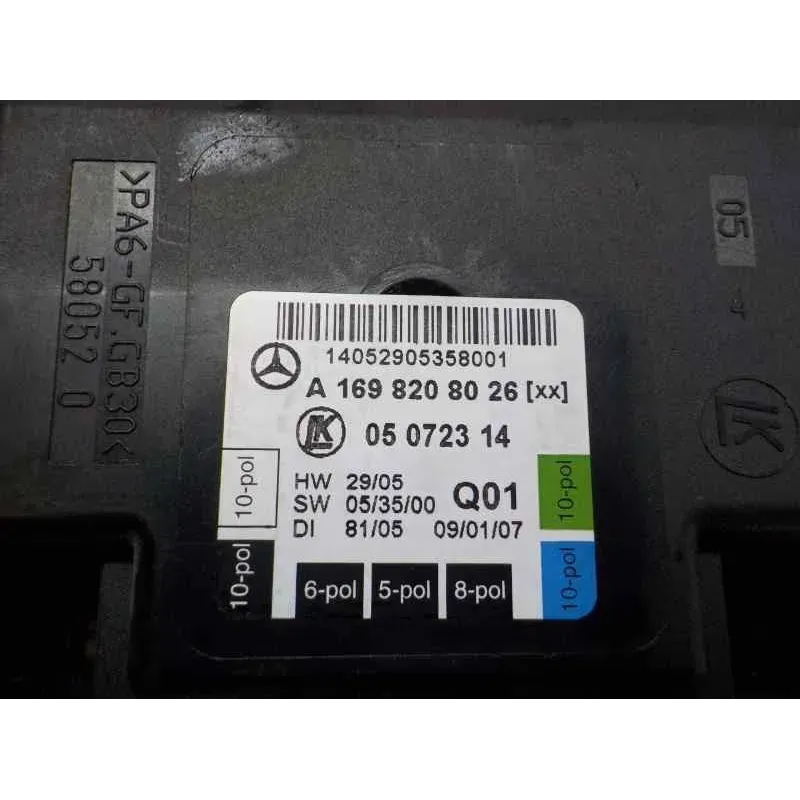 >PA6-GF.GB30<
58052 0
05
14052905358001
A 169 820 80 26 [xx]
LK
05 0723 14
LK
HW 29/05
SW 05/35/00
DI 81/05 09/01/07
Q01
10-pol
10-pol
10-pol
10-pol
6-pol
5-pol
8-pol